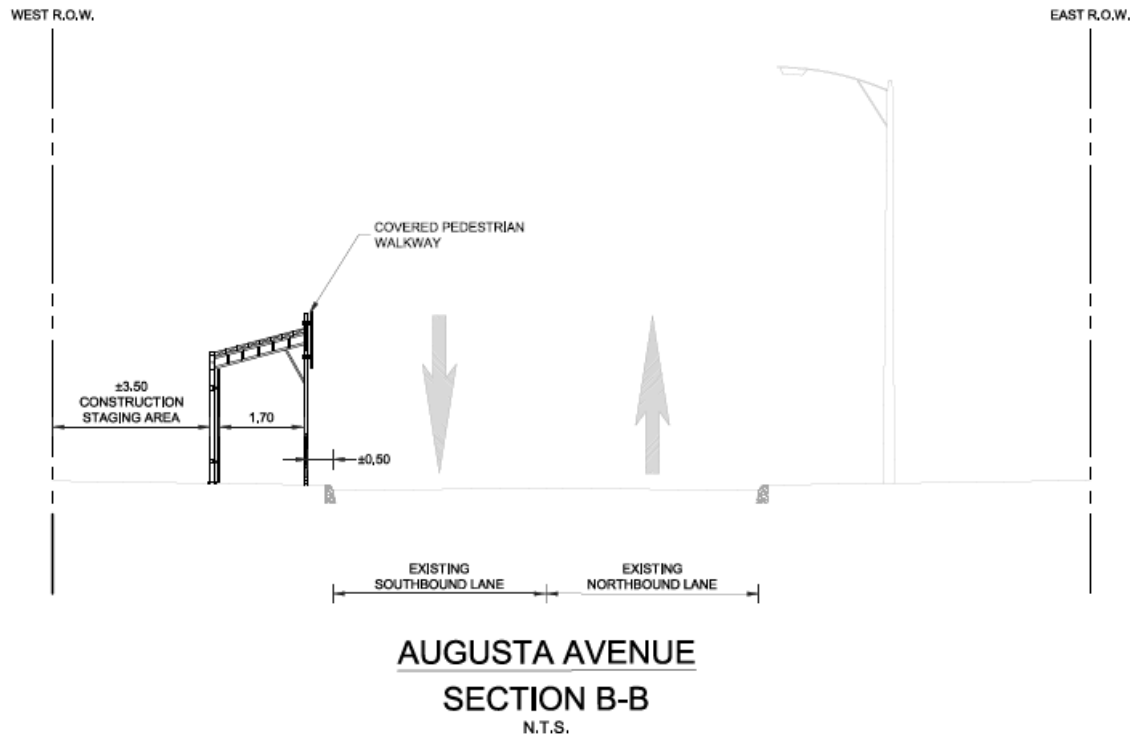 WEST R.O.W.
EAST R.O.W.
COVERED PEDESTRIAN
WALKWAY
±3.50
CONSTRUCTION
STAGING AREA
1.70
±0.50
EXISTING
SOUTHBOUND LANE
EXISTING
NORTHBOUND LANE
AUGUSTA AVENUE
SECTION B-B
N.T.S.